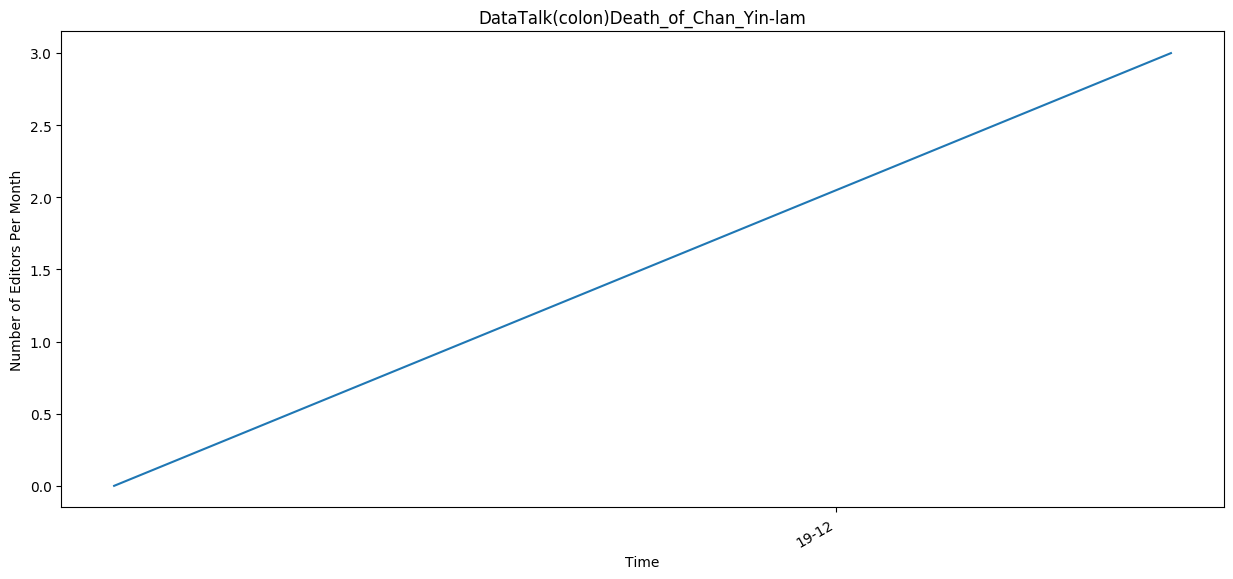 DataTalk(colon)Death_of_Chan_Yin-lam
3.0
2.5
2.0
1.5
1.0
0.5
0.0
Number of Editors Per Month
19-12
Time